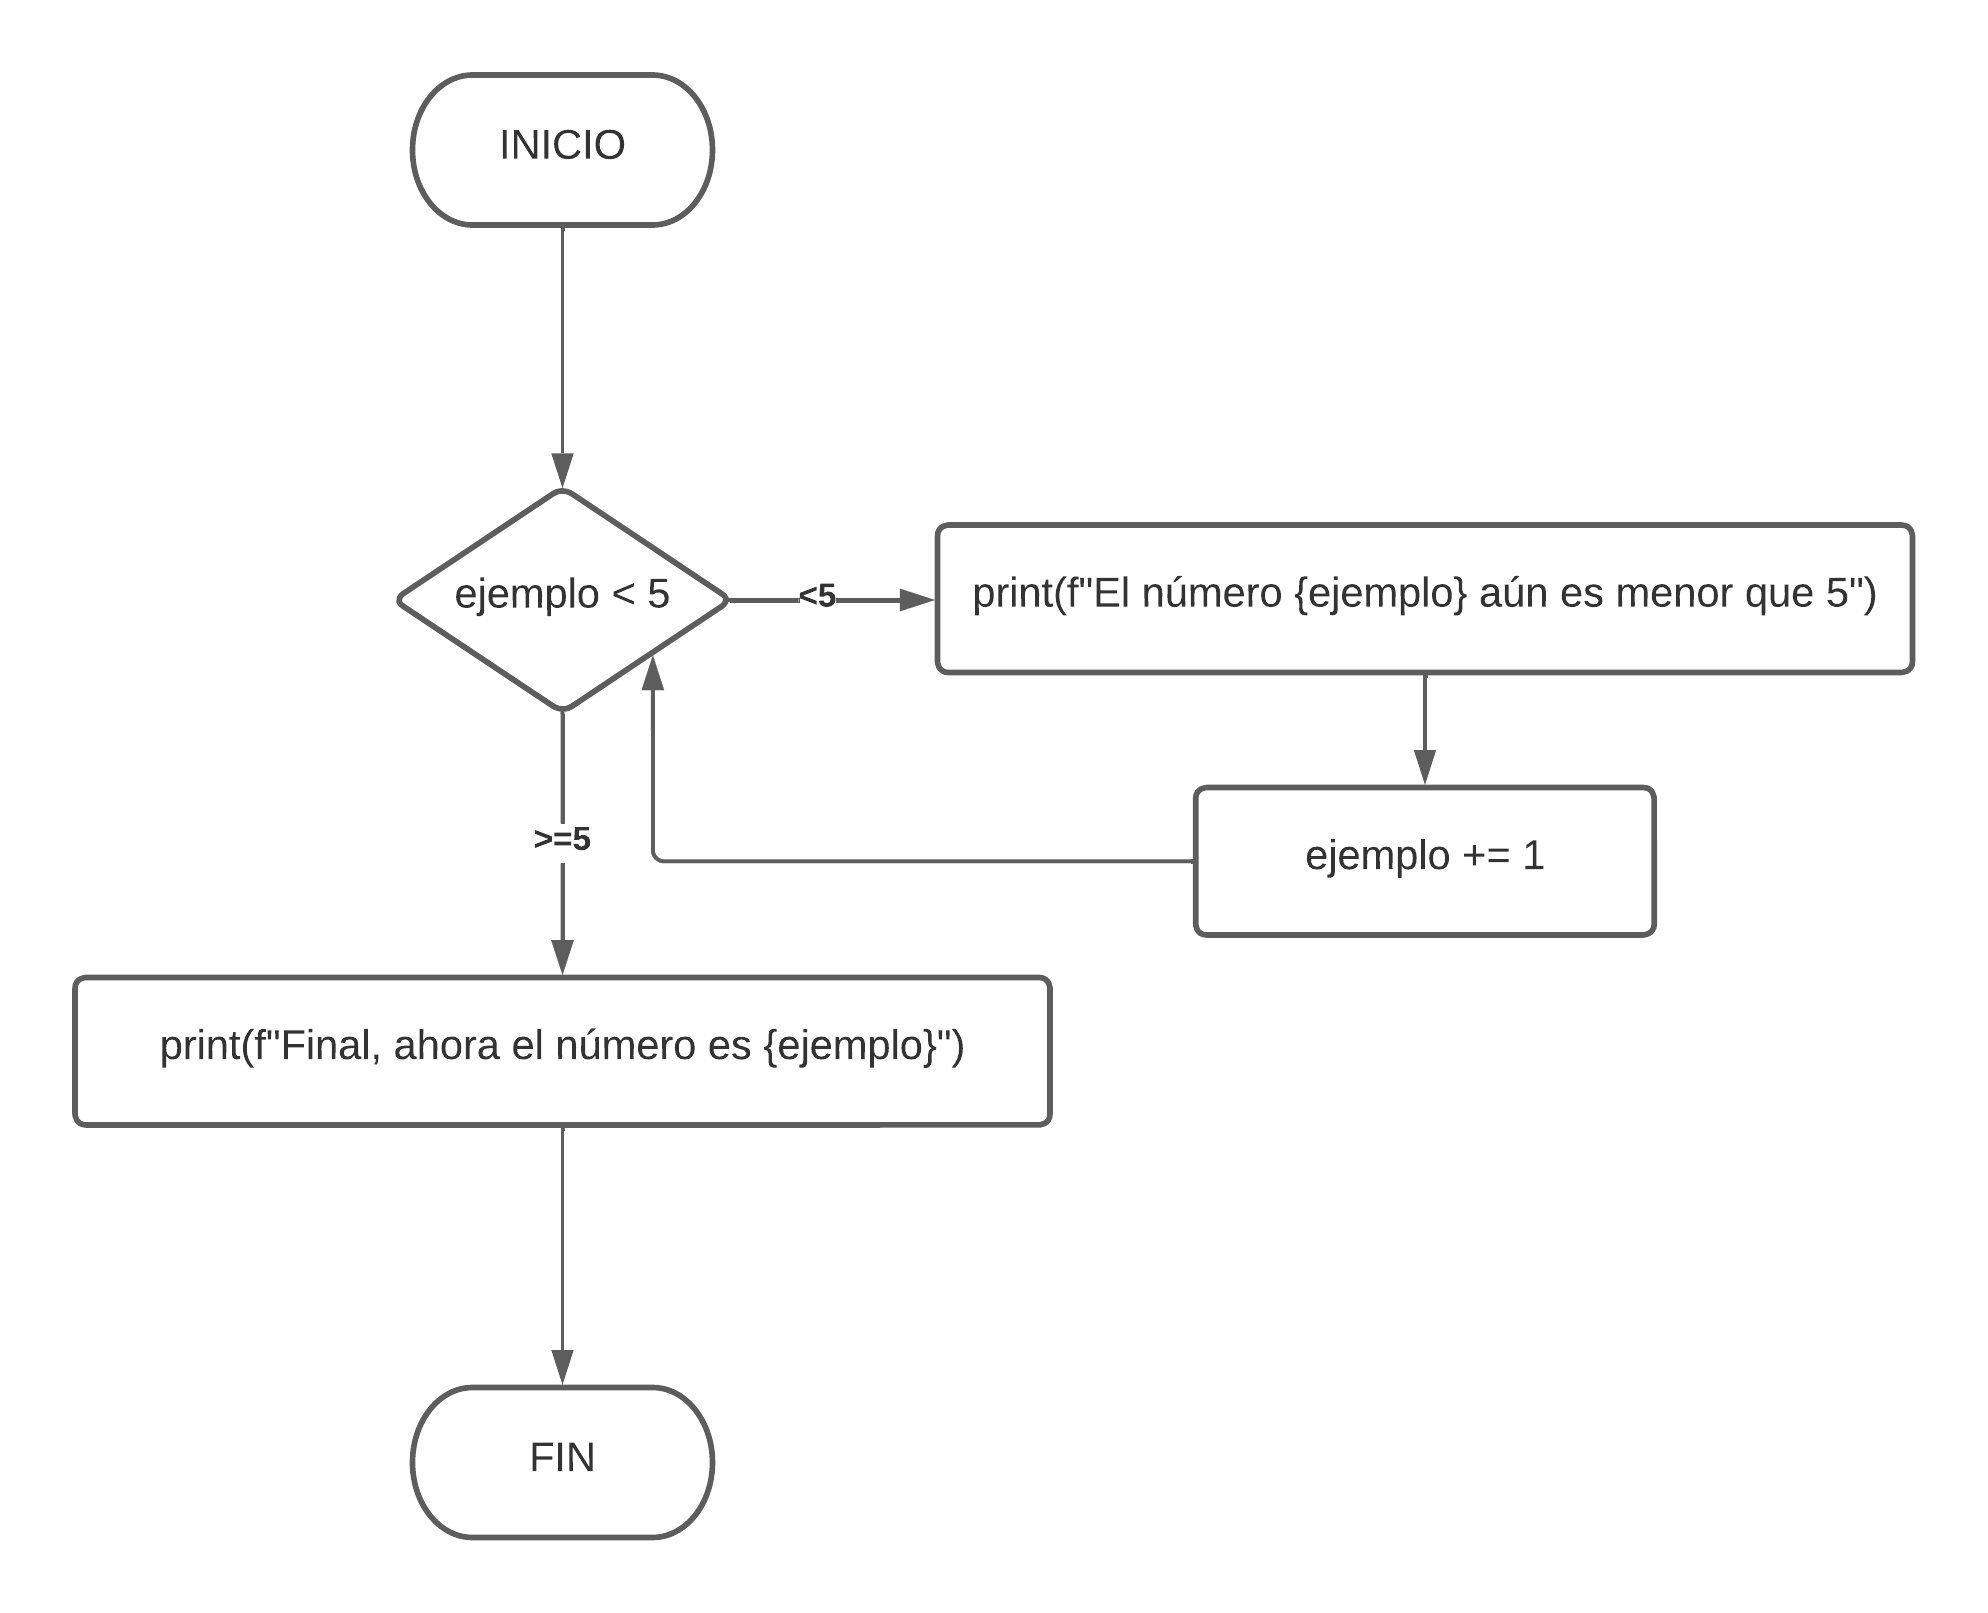 INICIO
ejemplo < 5
<5
print(f"El número {ejemplo} aún es menor que 5")
ejemplo += 1
>=5
print(f"Final, ahora el número es {ejemplo}")
FIN